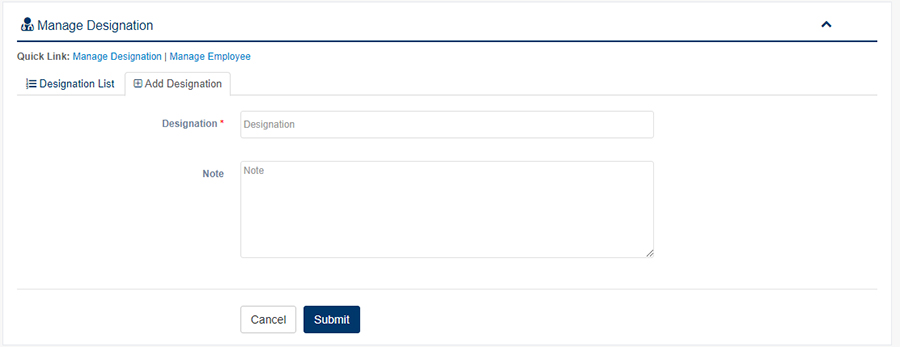 Manage Designation
Quick Link: Manage Designation | Manage Employee
Designation List Add Designation
Designation * Designation
Note Note
Cancel Submit